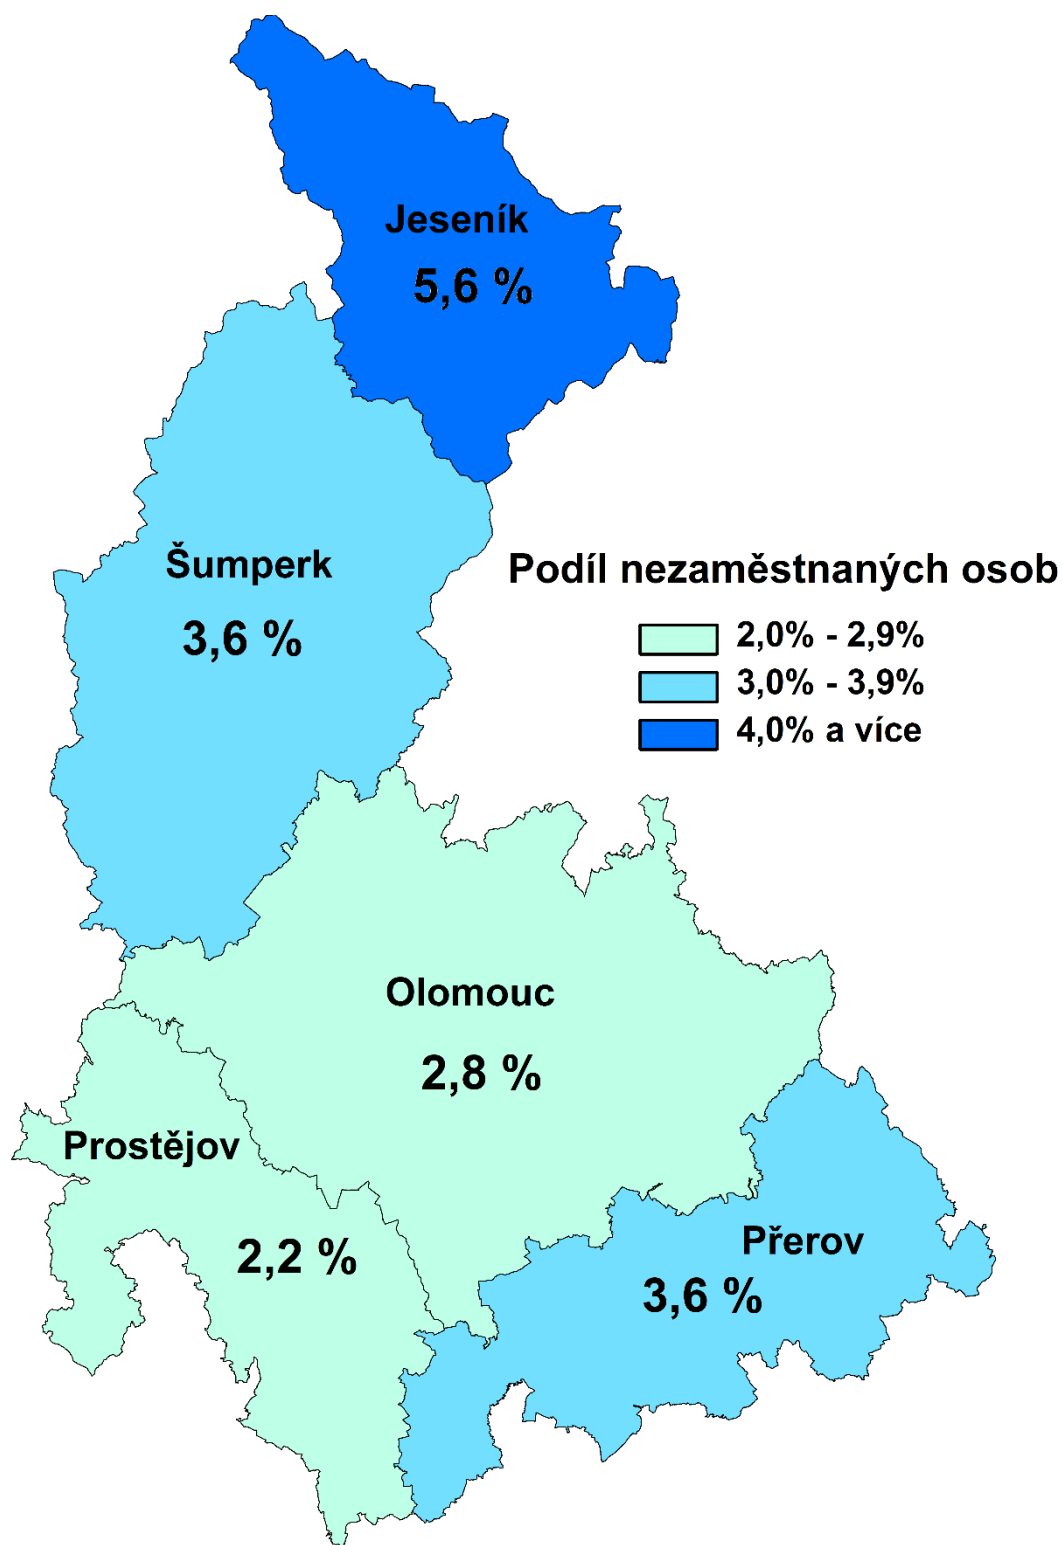 Jeseník
5,6 %
Šumperk
3,6 %
Podíl nezaměstnaných osob
2,0% - 2,9%
3,0% - 3,9%
4,0% a více
Olomouc
2,8 %
Prostějov
2,2 %
Přerov
3,6 %